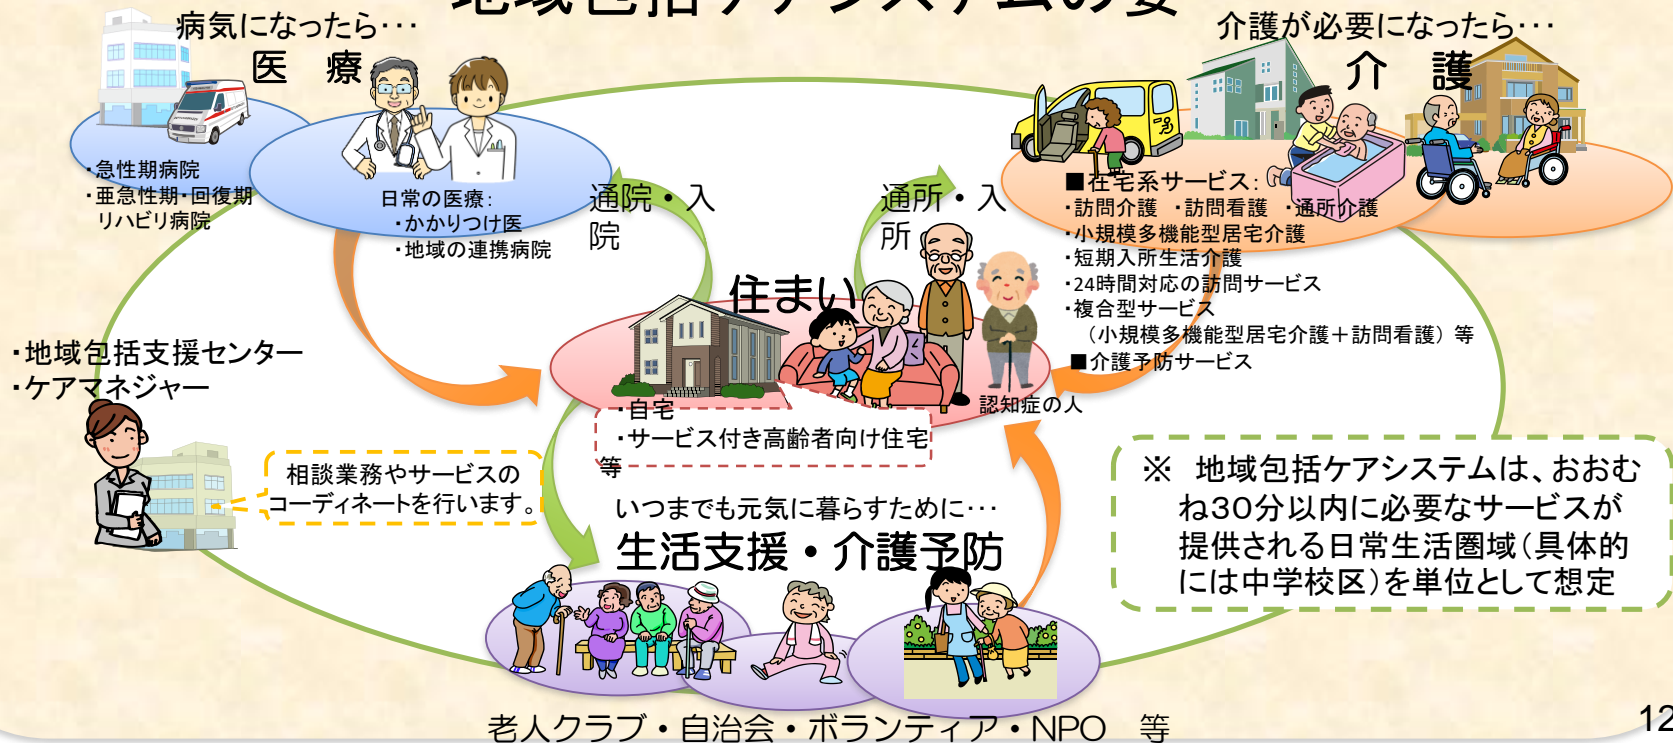 地域包括ケアシステムの姿
病気になったら･･･
医　療
・急性期病院
・亜急性期・回復期
リハビリ病院
日常の医療：
・かかりつけ医
・地域の連携病院
通院・入
院
通所・入
所
介護が必要になったら･･･
介　護
■在宅系サービス：
・訪問介護　・訪問看護　・通所介護
・小規模多機能型居宅介護
・短期入所生活介護
・24時間対応の訪問サービス
・複合型サービス
（小規模多機能型居宅介護＋訪問看護）等
■介護予防サービス
住まい
認知症の人
・自宅
・サービス付き高齢者向け住宅
等
・地域包括支援センター
・ケアマネジャー
相談業務やサービスの
コーディネートを行います。
いつまでも元気に暮らすために･･･
生活支援・介護予防
※　地域包括ケアシステムは、おおむ
ね３０分以内に必要なサービスが
提供される日常生活圏域（具体的
には中学校区）を単位として想定
老人クラブ・自治会・ボランティア・NPO　等
12